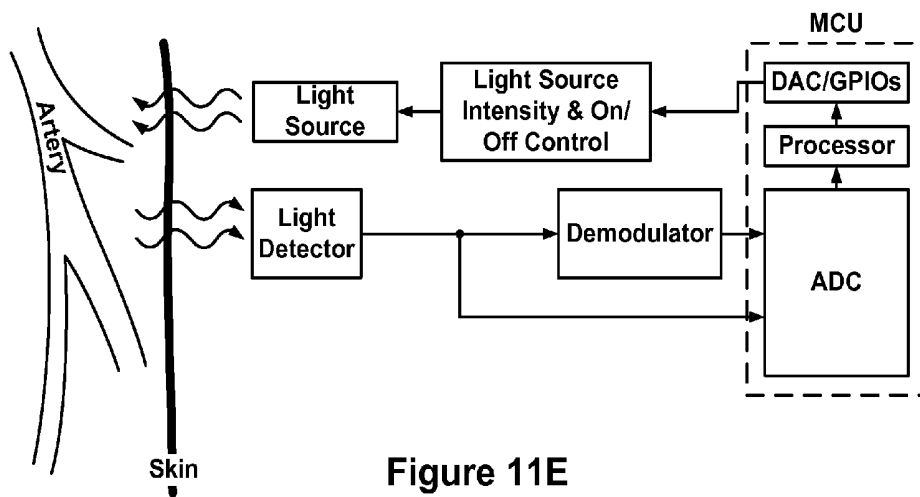 MCU
Artery
Light
Source
Light Source
Intensity & On/
Off Control
DAC/GPIOs
Processor
Light
Detector
Demodulator
ADC
Skin
Figure 11E